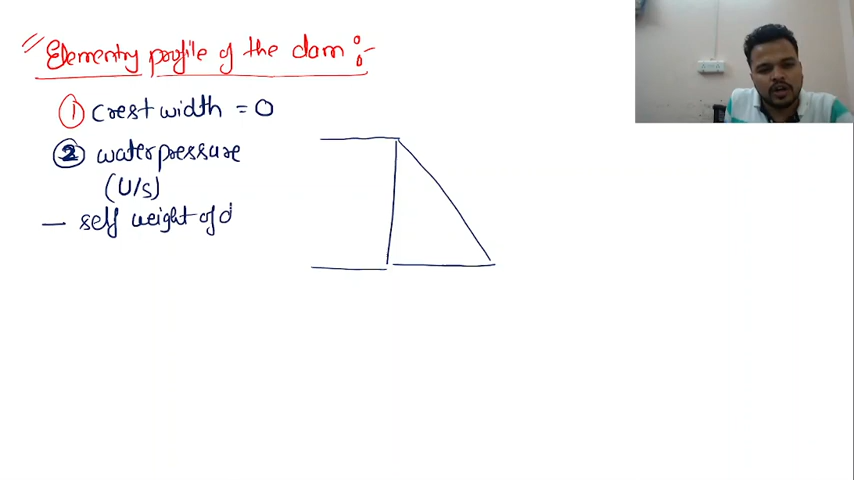 Elementry profile of the dam :-
① crest width = 0
② water pressure
(U/s)
— self weight of d